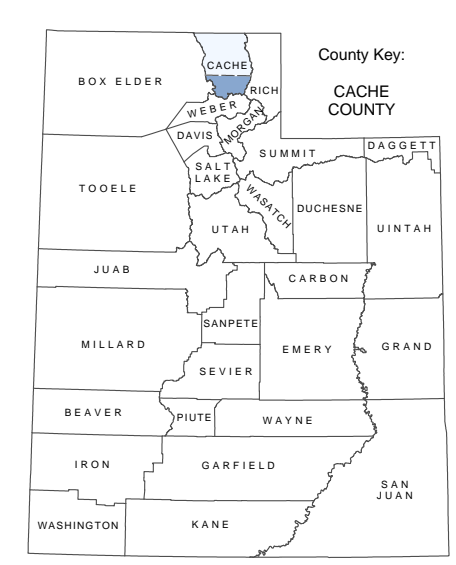 County Key:
CACHE
COUNTY
CACHE
BOX ELDER
RICH
WEBER
MORGAN
DAVIS
DAGGETT
SUMMIT
SALT
LAKE
TOOELE
WASATCH
DUCHESNE
UTAH
UINTAH
JUAB
CARBON
SANPETE
MILLARD
EMERY
GRAND
SEVIER
BEAVER
PIUTE
WAYNE
IRON
GARFIELD
SAN
JUAN
WASHINGTON
KANE